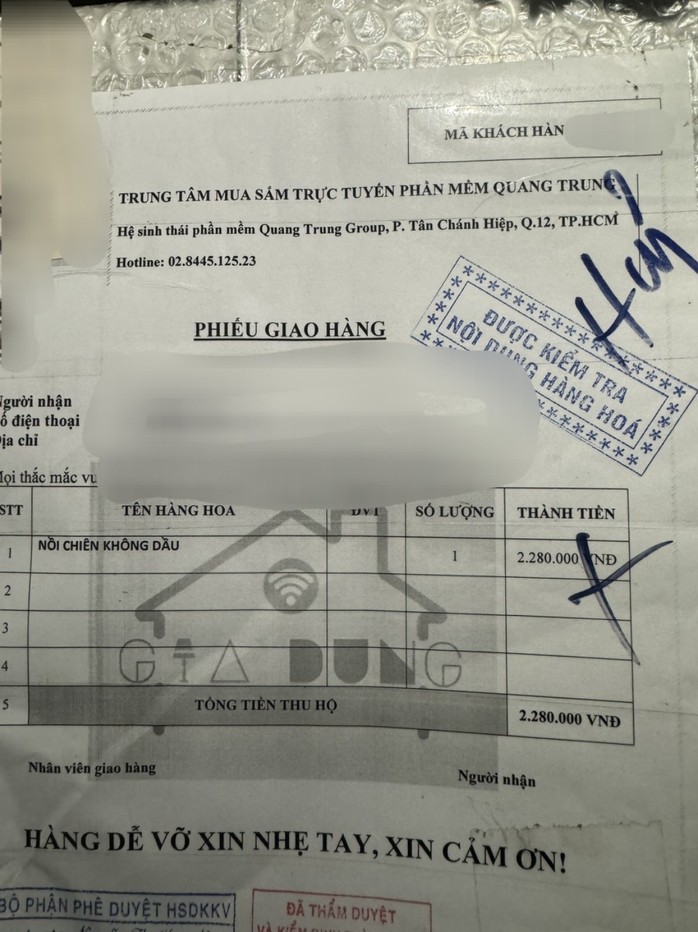 MÃ KHÁCH HÀN
TRUNG TÂM MUA SẮM TRỰC TUYẾN PHẦN MỀM QUANG TRUNG
Hệ sinh thái phần mềm Quang Trung Group, P. Tân Chánh Hiệp, Q.12, TP.HCM
Hotline: 02.8445.125.23
Huỷ
PHIẾU GIAO HÀNG
ĐƯỢC KIỂM TRA
NỘI DUNG HÀNG HOÁ
gười nhận
ố điện thoại
ịa chỉ
ọi thắc mắc vu
STT TÊN HÀNG HOA ĐVT SỐ LƯỢNG THÀNH TIỀN
1 NỒI CHIÊN KHÔNG DẦU 1 2.280.000 VNĐ
2
3
4
GIA DUNG
5 TỔNG TIỀN THU HỘ 2.280.000 VNĐ
Nhân viên giao hàng Người nhận
HÀNG DỄ VỠ XIN NHẸ TAY, XIN CẢM ƠN!
BỘ PHẬN PHÊ DUYỆT HSDKKV
ĐÃ THẨM DUYỆT